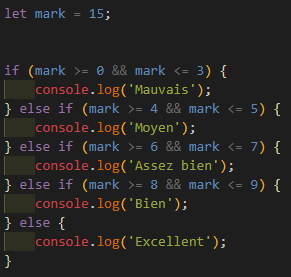 let mark = 15;
if (mark >= 0 && mark <= 3) {
console.log('Mauvais');
} else if (mark >= 4 && mark <= 5) {
console.log('Moyen');
} else if (mark >= 6 && mark <= 7) {
console.log('Assez bien');
} else if (mark >= 8 && mark <= 9) {
console.log('Bien');
} else {
console.log('Excellent');
}